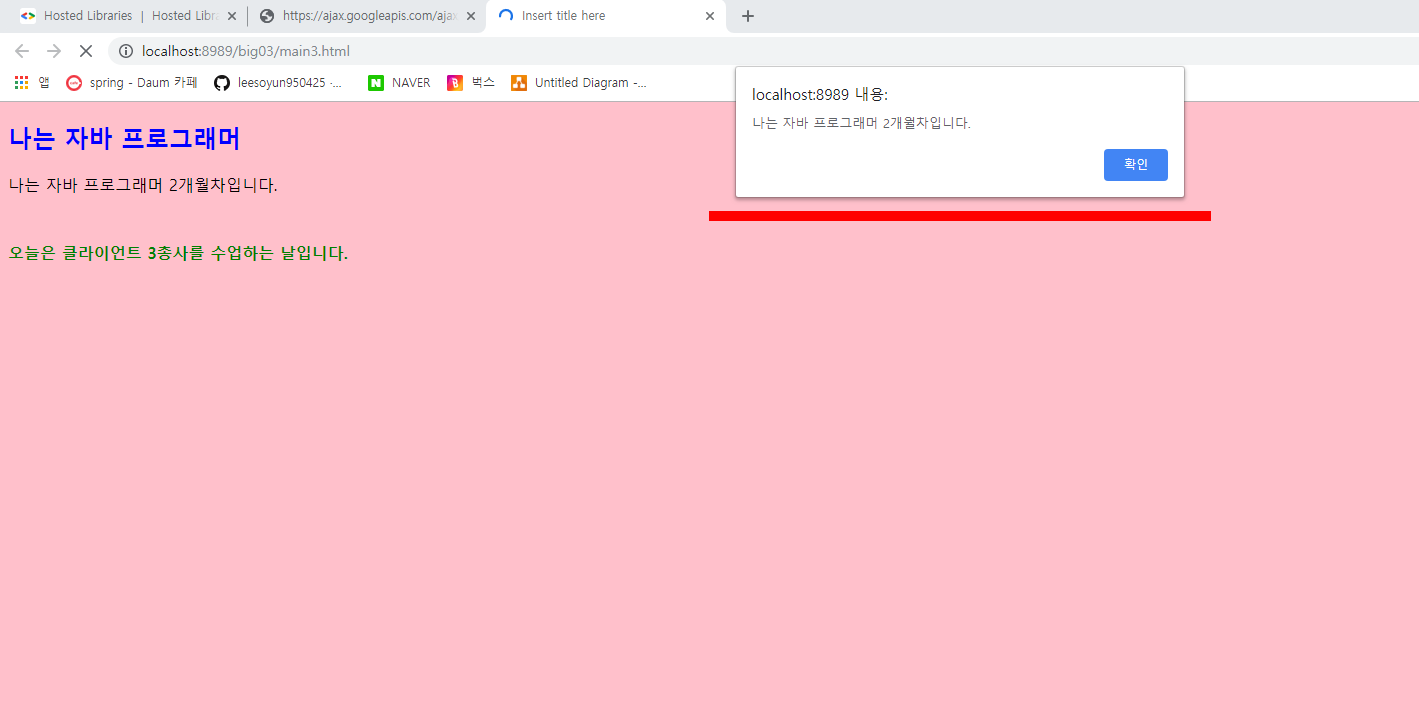 Hosted Libraries | Hosted Libr
https://ajax.googleapis.com/ajax
Insert title here
localhost:8989/big03/main3.html
앱
spring - Daum 카페
leesoyun950425 ·...
NAVER
벅스
Untitled Diagram -...
localhost:8989 내용:
나는 자바 프로그래머 2개월차입니다.
확인
나는 자바 프로그래머
나는 자바 프로그래머 2개월차입니다.
오늘은 클라이언트 3총사를 수업하는 날입니다.